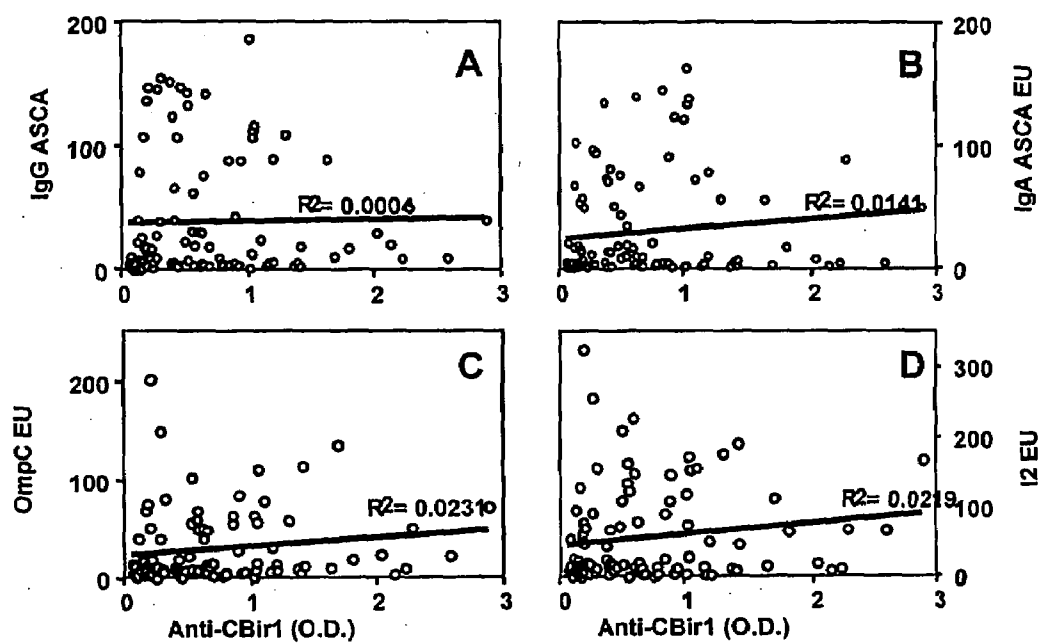 200
A
B
200
IgG ASCA
100
100
IgA ASCA EU
R2= 0.0004
R2= 0.0141
0
0
0 1 2 3
0 1 2 3
200
C
D
300
OmpC EU
200
I2 EU
100
100
R2= 0.0231
R2= 0.0219
0
0
0 1 2 3
0 1 2 3
Anti-CBir1 (O.D.)
Anti-CBir1 (O.D.)